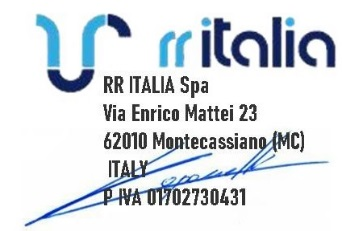 rritalia
RR ITALIA Spa
Via Enrico Mattei 23
62010 Montecassiano (MC)
ITALY
P IVA 01702730431